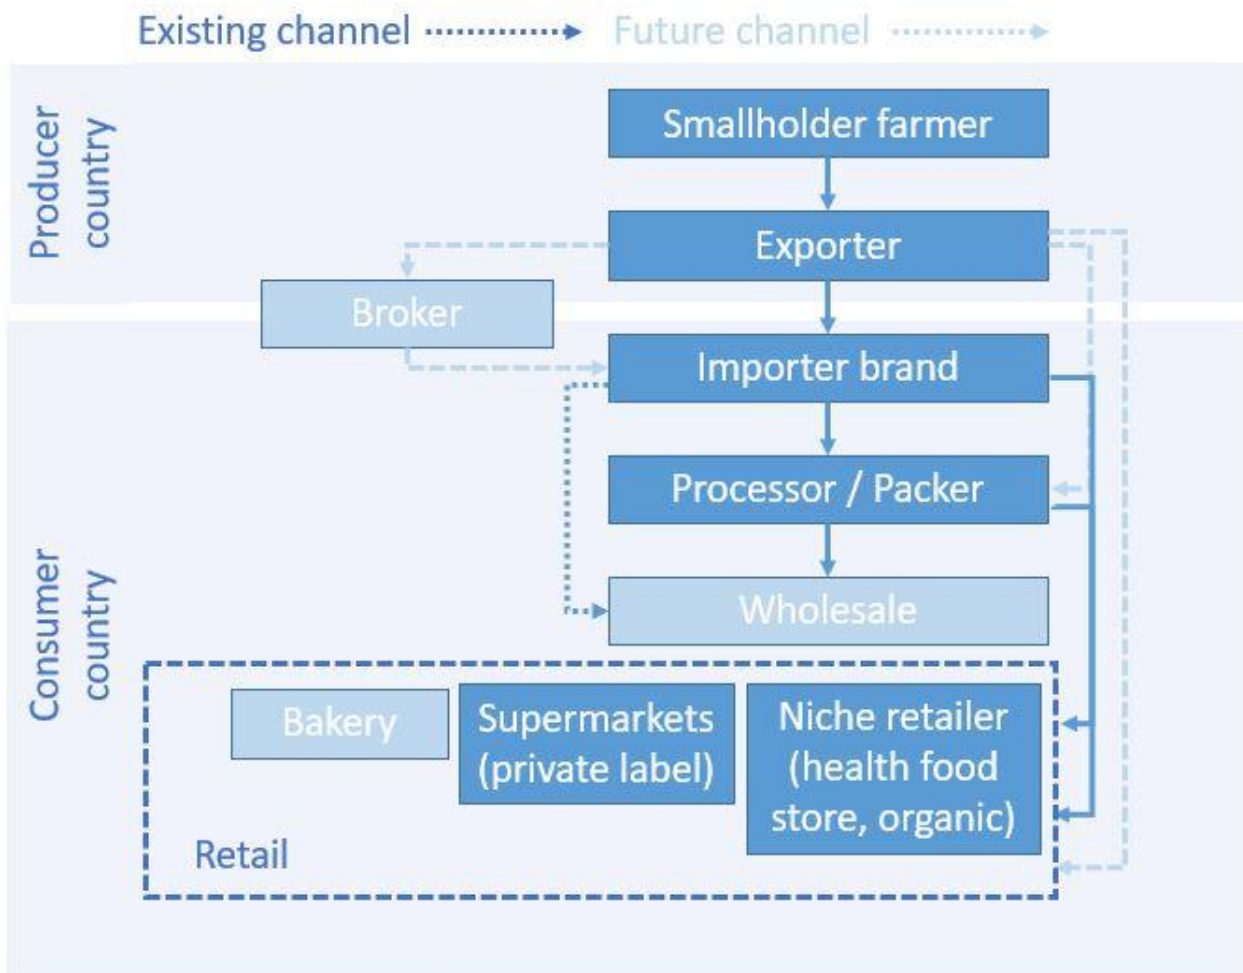 Existing channel
Future channel
Producer
country
Smallholder farmer
Exporter
Broker
Consumer
country
Importer brand
Processor / Packer
Wholesale
Bakery
Supermarkets
(private label)
Niche retailer
(health food
store, organic)
Retail